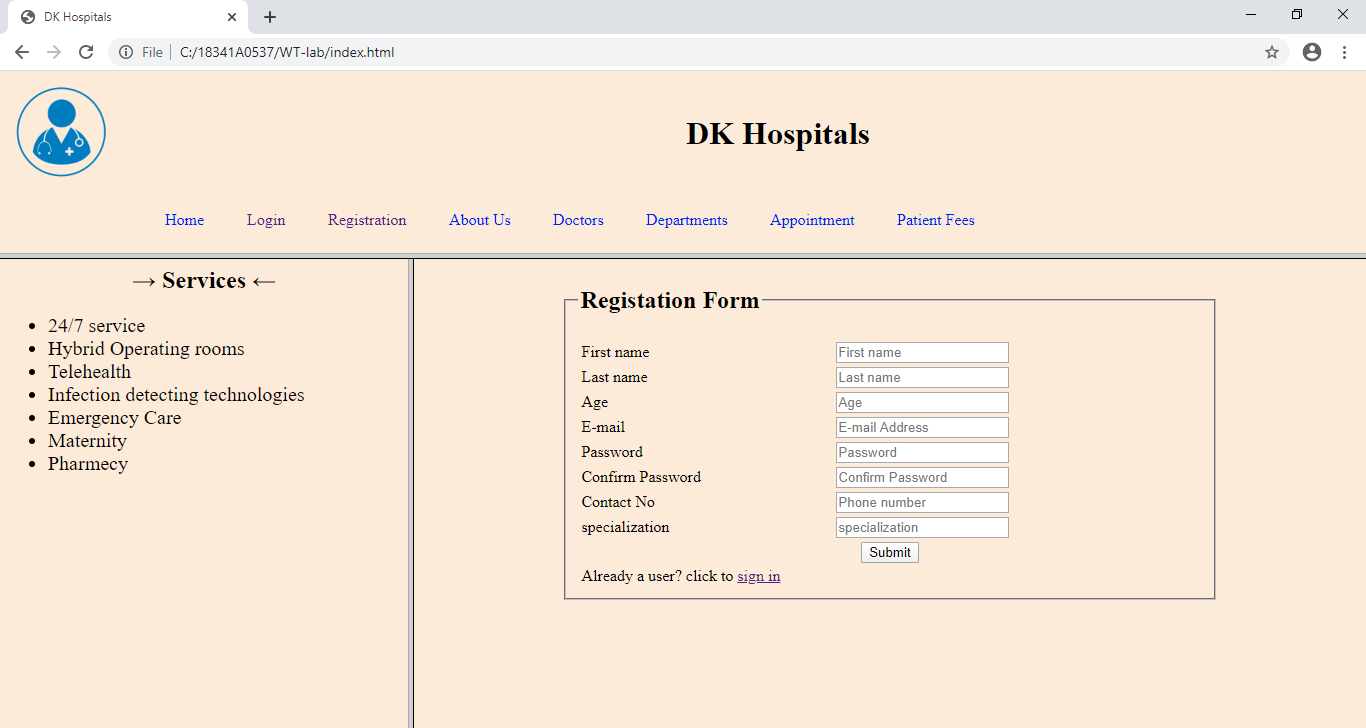 DK Hospitals
File | C:/18341A0537/WT-lab/index.html
DK Hospitals
Home Login Registration About Us Doctors Departments Appointment Patient Fees
→ Services ←
• 24/7 service
• Hybrid Operating rooms
• Telehealth
• Infection detecting technologies
• Emergency Care
• Maternity
• Pharmecy
Registation Form
First name First name
Last name Last name
Age Age
E-mail E-mail Address
Password Password
Confirm Password Confirm Password
Contact No Phone number
specialization specialization
Submit
Already a user? click to sign in